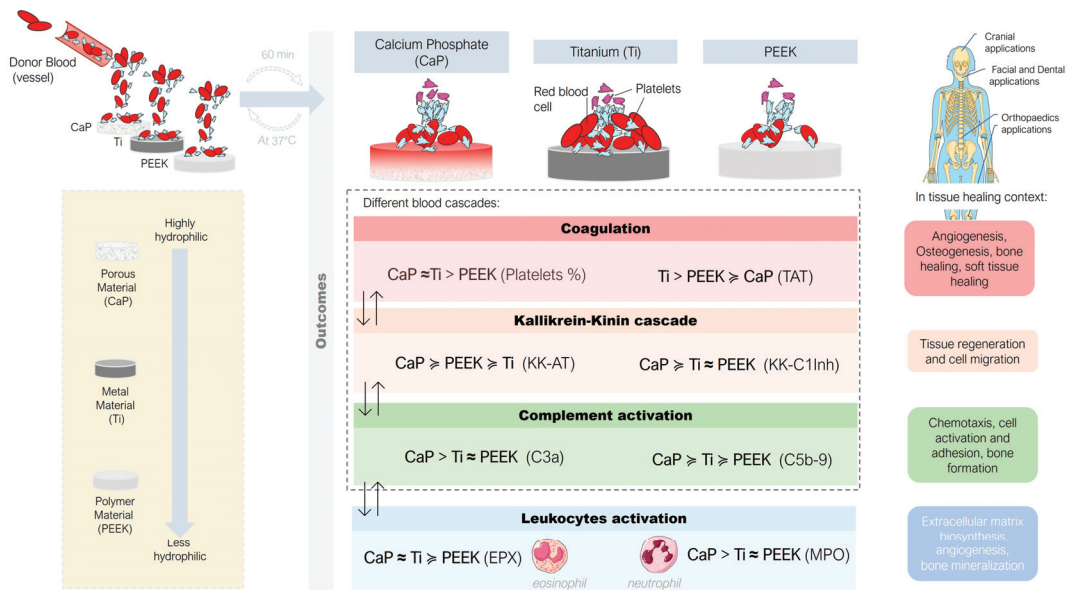 Donor Blood
(vessel)
CaP
Ti
PEEK
60 min
At 37°C
Calcium Phosphate
(CaP)
Titanium (Ti)
PEEK
Red blood
cell
Platelets
Cranial
applications
Facial and Dental
applications
Orthopaedics
applications
Highly
hydrophilic
Porous
Material
(CaP)
Metal
Material
(Ti)
Polymer
Material
(PEEK)
Less
hydrophilic
Outcomes
Different blood cascades:
Coagulation
CaP ≈Ti > PEEK (Platelets %)
Ti > PEEK ≽ CaP (TAT)
Kallikrein-Kinin cascade
CaP ≽ PEEK ≽ Ti (KK-AT)
CaP ≽ Ti ≈ PEEK (KK-C1Inh)
Complement activation
CaP > Ti ≈ PEEK (C3a)
CaP ≽ Ti ≽ PEEK (C5b-9)
Leukocytes activation
CaP ≈ Ti ≽ PEEK (EPX)
eosinophil
neutrophil
CaP > Ti ≈ PEEK (MPO)
In tissue healing context:
Angiogenesis,
Osteogenesis, bone
healing, soft tissue
healing
Tissue regeneration
and cell migration
Chemotaxis, cell
activation and
adhesion, bone
formation
Extracellular matrix
biosynthesis,
angiogenesis,
bone mineralization